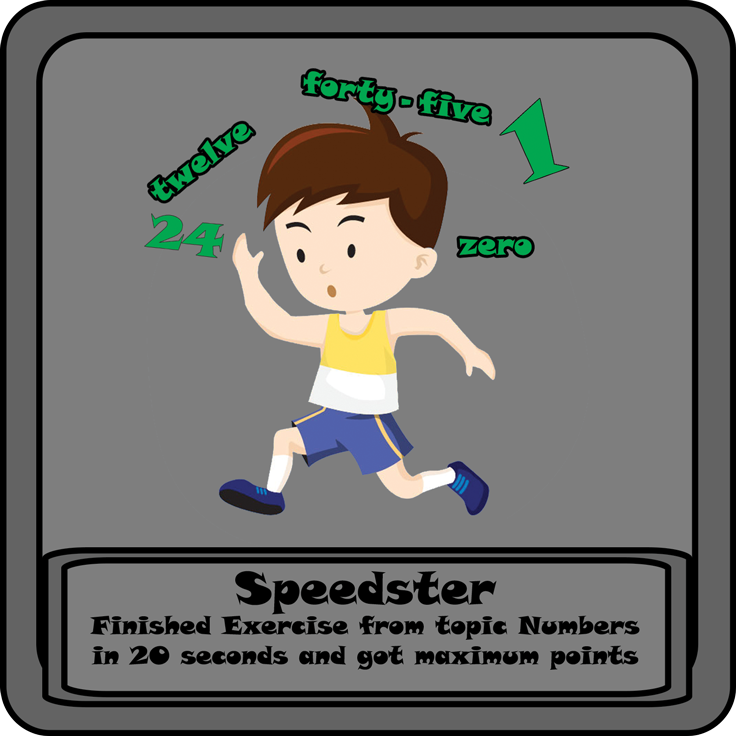 forty-five
1
twelve
24
zero
Speedster
Finished Exercise from topic Numbers
in 20 seconds and got maximum points